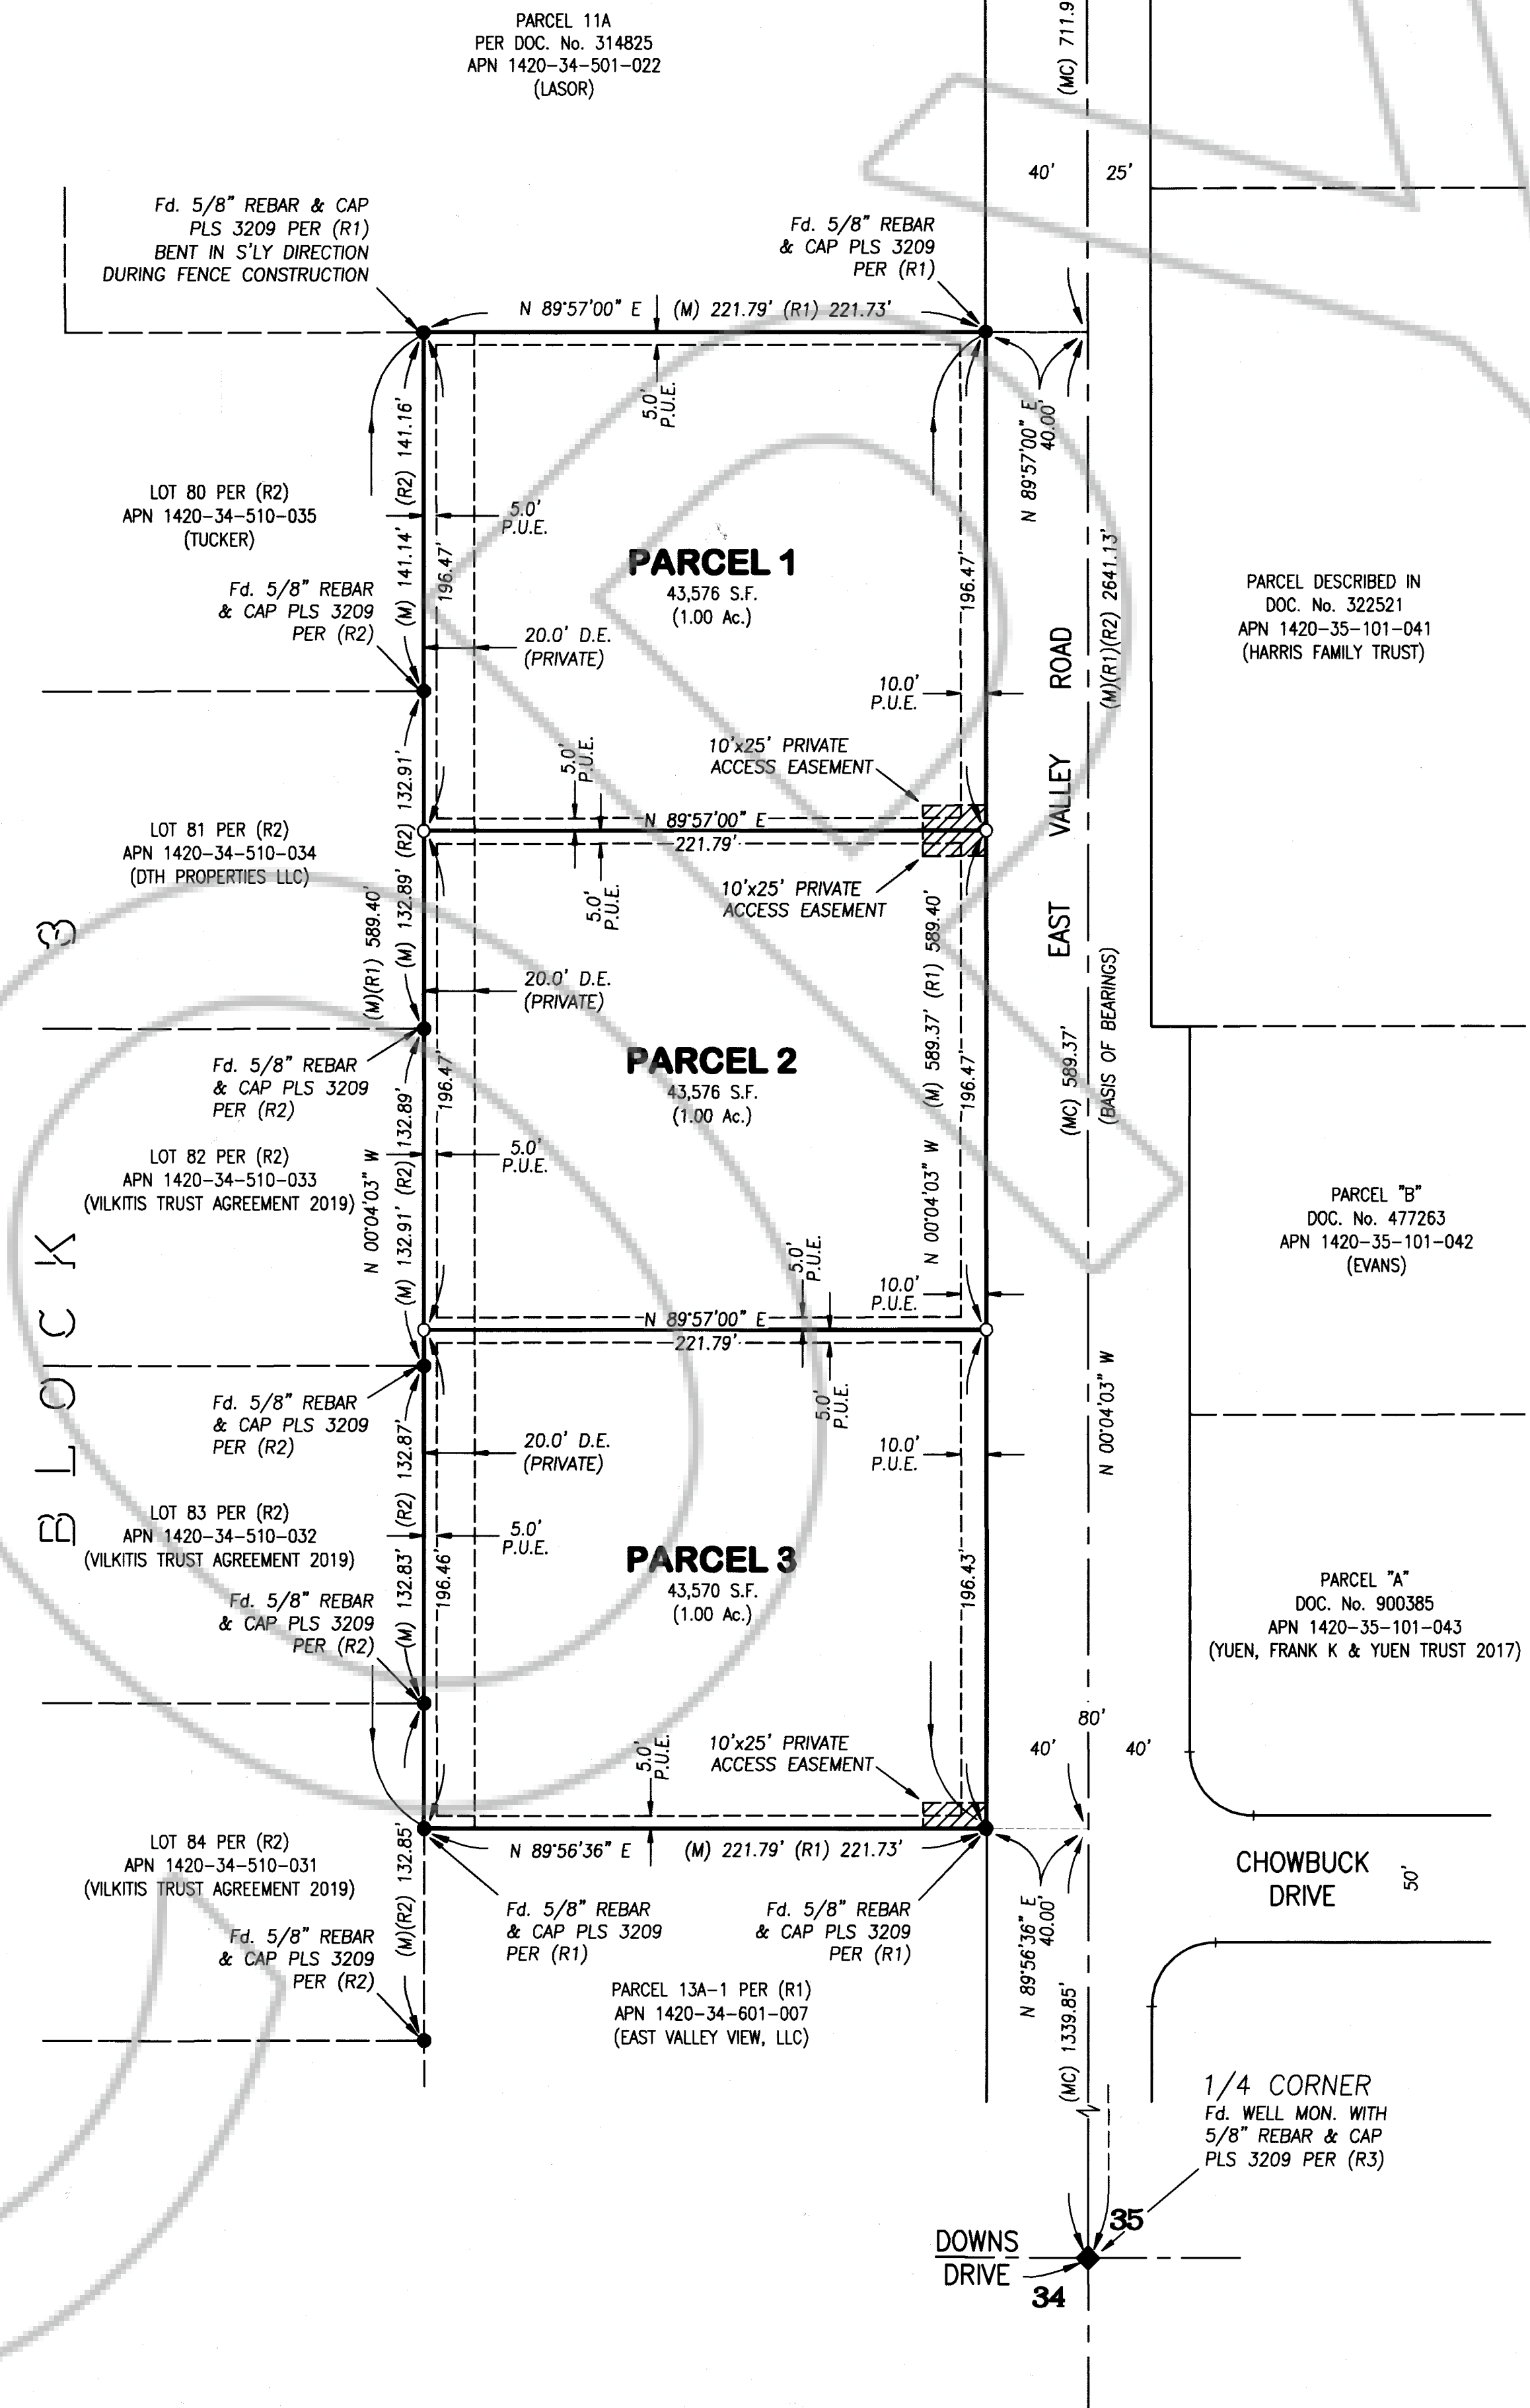 PARCEL 11A
PER DOC. No. 314825
APN 1420-34-501-022
(LASOR)
(MC) 711.9
40'
25'
Fd. 5/8" REBAR & CAP
PLS 3209 PER (R1)
BENT IN S'LY DIRECTION
DURING FENCE CONSTRUCTION
Fd. 5/8" REBAR
& CAP PLS 3209
PER (R1)
N 89°57'00" E (M) 221.79' (R1) 221.73'
5.0'
P.U.E.
N 89°57'00" E
40.00'
(M) 141.14' (R2) 141.16'
196.47'
LOT 80 PER (R2)
APN 1420-34-510-035
(TUCKER)
5.0'
P.U.E.
Fd. 5/8" REBAR
& CAP PLS 3209
PER (R2)
PARCEL 1
43,576 S.F.
(1.00 Ac.)
196.47'
20.0' D.E.
(PRIVATE)
10.0'
P.U.E.
(M)(R1)(R2) 2641.13'
PARCEL DESCRIBED IN
DOC. No. 322521
APN 1420-35-101-041
(HARRIS FAMILY TRUST)
EAST VALLEY ROAD
10'x25' PRIVATE
ACCESS EASEMENT
5.0'
P.U.E.
N 89°57'00" E
221.79'
5.0'
P.U.E.
10'x25' PRIVATE
ACCESS EASEMENT
LOT 81 PER (R2)
APN 1420-34-510-034
(DTH PROPERTIES LLC)
(M) 132.89' (R2) 132.91'
(M)(R1) 589.40'
N 00°04'03" W
BLOCK 3
20.0' D.E.
(PRIVATE)
(M) 589.37' (R1) 589.40'
N 00°04'03" W
(MC) 589.37'
(BASIS OF BEARINGS)
Fd. 5/8" REBAR
& CAP PLS 3209
PER (R2)
196.47'
PARCEL 2
43,576 S.F.
(1.00 Ac.)
196.47'
LOT 82 PER (R2)
APN 1420-34-510-033
(VILKITIS TRUST AGREEMENT 2019)
(M) 132.91' (R2) 132.89'
5.0'
P.U.E.
PARCEL "B"
DOC. No. 477263
APN 1420-35-101-042
(EVANS)
5.0'
P.U.E.
10.0'
P.U.E.
N 89°57'00" E
221.79'
5.0'
P.U.E.
N 00°04'03" W
Fd. 5/8" REBAR
& CAP PLS 3209
PER (R2)
20.0' D.E.
(PRIVATE)
10.0'
P.U.E.
LOT 83 PER (R2)
APN 1420-34-510-032
(VILKITIS TRUST AGREEMENT 2019)
(M) 132.83' (R2) 132.87'
5.0'
P.U.E.
196.46'
PARCEL 3
43,570 S.F.
(1.00 Ac.)
196.43'
PARCEL "A"
DOC. No. 900385
APN 1420-35-101-043
(YUEN, FRANK K & YUEN TRUST 2017)
Fd. 5/8" REBAR
& CAP PLS 3209
PER (R2)
80'
40'
40'
5.0'
P.U.E.
10'x25' PRIVATE
ACCESS EASEMENT
N 89°56'36" E (M) 221.79' (R1) 221.73'
LOT 84 PER (R2)
APN 1420-34-510-031
(VILKITIS TRUST AGREEMENT 2019)
(M)(R2) 132.85'
Fd. 5/8" REBAR
& CAP PLS 3209
PER (R1)
Fd. 5/8" REBAR
& CAP PLS 3209
PER (R1)
N 89°56'36" E
40.00'
CHOWBUCK
DRIVE
50'
Fd. 5/8" REBAR
& CAP PLS 3209
PER (R2)
PARCEL 13A-1 PER (R1)
APN 1420-34-601-007
(EAST VALLEY VIEW, LLC)
(MC) 1339.85'
1/4 CORNER
Fd. WELL MON. WITH
5/8" REBAR & CAP
PLS 3209 PER (R3)
35
DOWNS
DRIVE
34